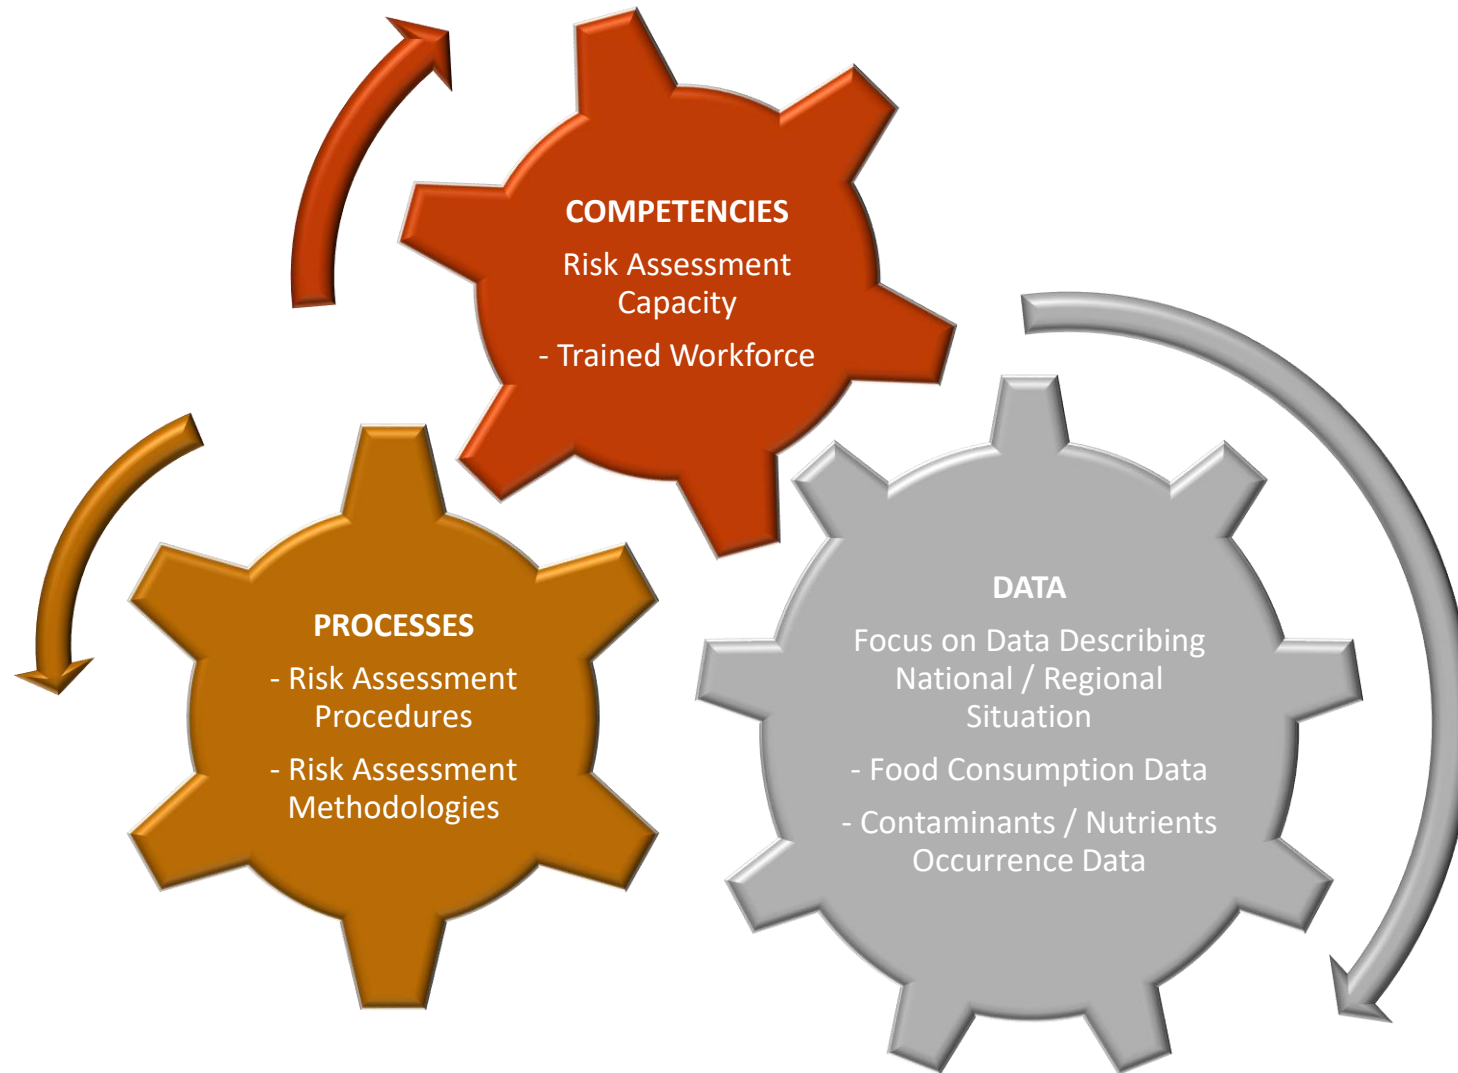 COMPETENCIES
Risk Assessment
Capacity
- Trained Workforce
PROCESSES
- Risk Assessment
Procedures
- Risk Assessment
Methodologies
DATA
Focus on Data Describing
National / Regional
Situation
- Food Consumption Data
- Contaminants / Nutrients
Occurrence Data